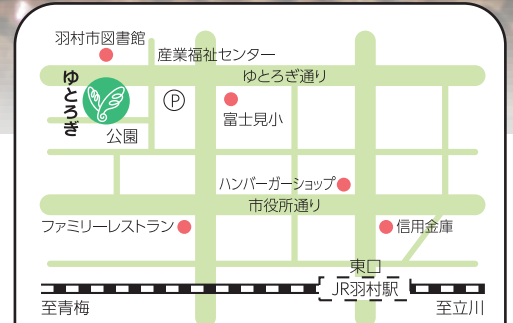 羽村市図書館
産業福祉センター
ゆとろぎ通り
ゆとろぎ
P
富士見小
公園
ハンバーガーショップ
市役所通り
ファミリーレストラン
信用金庫
東口
JR羽村駅
至青梅
至立川